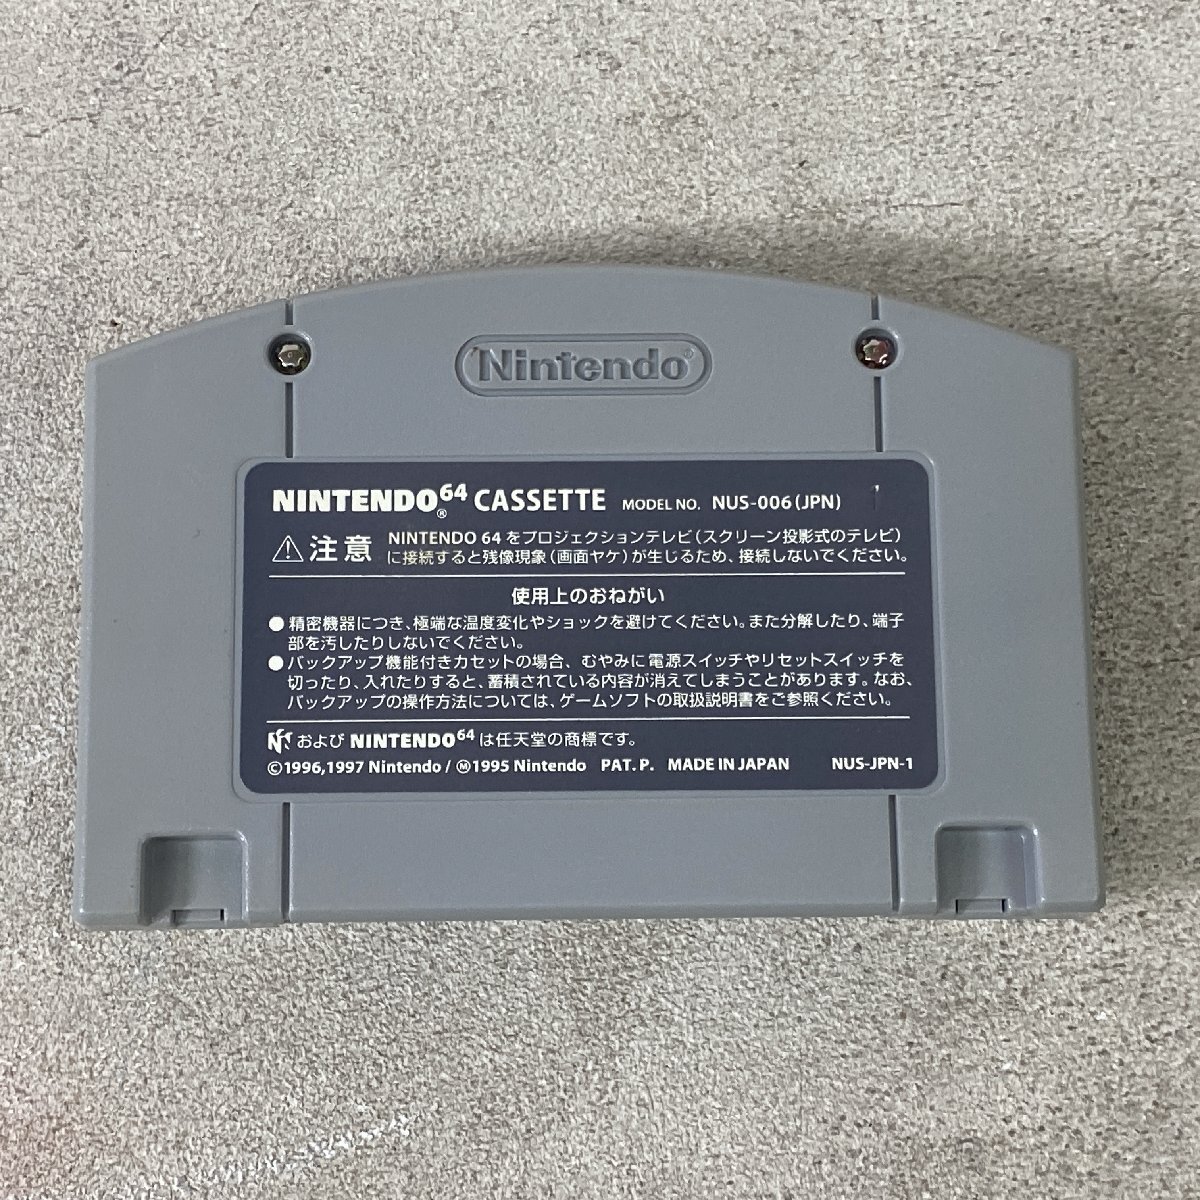 Nintendo®
NINTENDO64® CASSETTE MODEL NO. NUS-006(JPN)
⚠注意 NINTENDO 64 をプロジェクションテレビ(スクリーン投影式のテレビ)
に接続すると残像現象(画面ヤケ)が生じるため、接続しないでください。
使用上のおねがい
●精密機器につき、極端な温度変化やショックを避けてください。また分解したり、端子
部を汚したりしないでください。
●バックアップ機能付きカセットの場合、むやみに電源スイッチやリセットスイッチを
切ったり、入れたりすると、蓄積されている内容が消えてしまうことがあります。なお、
バックアップの操作方法については、ゲームソフトの取扱説明書をご参照ください。
および NINTENDO64 は任天堂の商標です。
©1996,1997 Nintendo / Ⓜ1995 Nintendo PAT. P. MADE IN JAPAN NUS-JPN-1